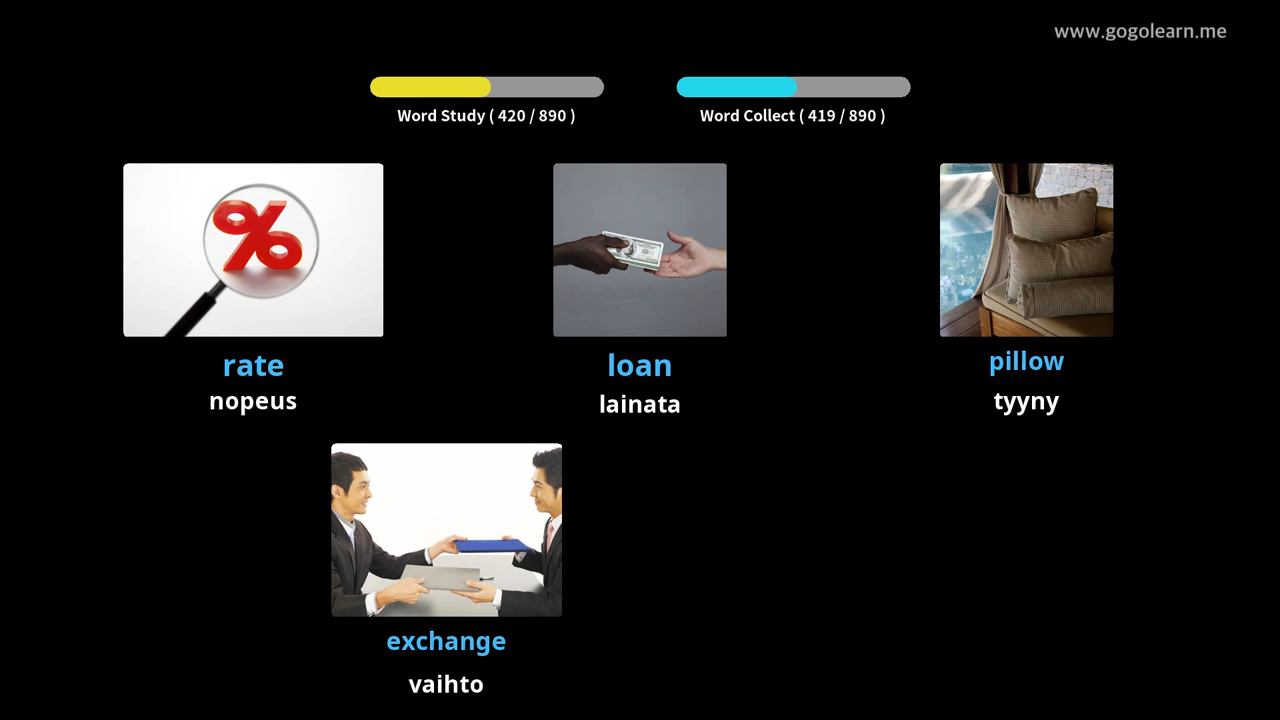 www.gogolearn.me
Word Study ( 420 / 890 )
Word Collect ( 419 / 890 )
%
rate
nopeus
loan
lainata
pillow
tyyny
exchange
vaihto